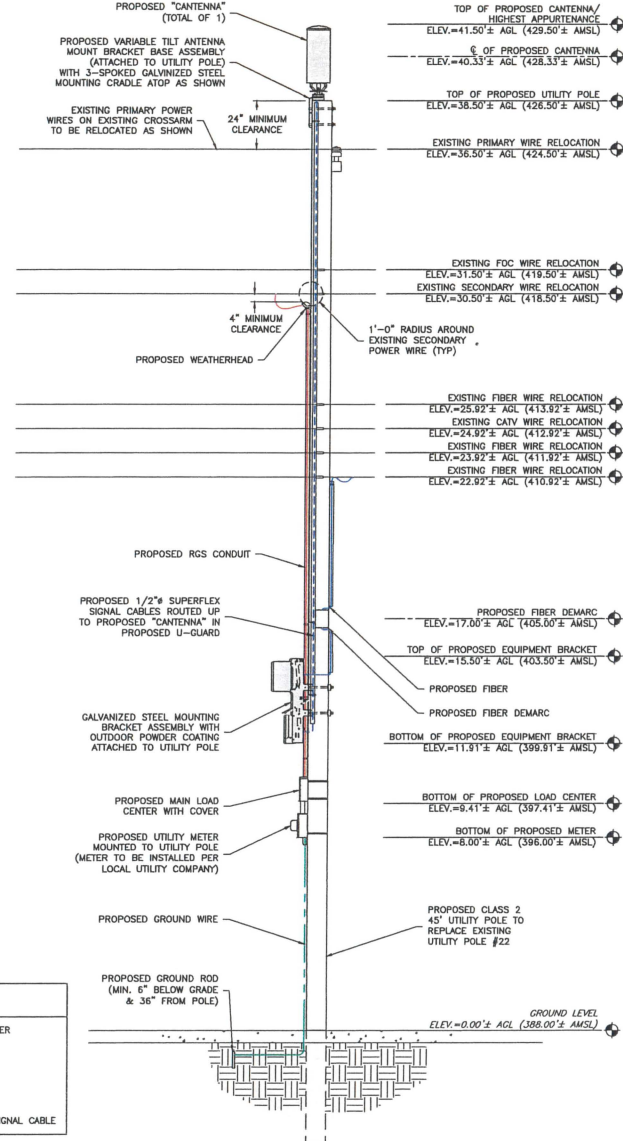 PROPOSED "CANTENNA"
(TOTAL OF 1)
PROPOSED VARIABLE TILT ANTENNA
MOUNT BRACKET BASE ASSEMBLY
(ATTACHED TO UTILITY POLE)
WITH 3-SPOKED GALVANIZED STEEL
MOUNTING CRADLE ATOP AS SHOWN
EXISTING PRIMARY POWER
WIRES ON EXISTING CROSSARM
TO BE RELOCATED AS SHOWN
24" MINIMUM
CLEARANCE
TOP OF PROPOSED CANTENNA/
HIGHEST APPURTENANCE
ELEV.=41.50'± AGL (429.50'± AMSL)
℄ OF PROPOSED CANTENNA
ELEV.=40.33'± AGL (428.33'± AMSL)
TOP OF PROPOSED UTILITY POLE
ELEV.=38.50'± AGL (426.50'± AMSL)
EXISTING PRIMARY WIRE RELOCATION
ELEV.=36.50'± AGL (424.50'± AMSL)
EXISTING FOC WIRE RELOCATION
ELEV.=31.50'± AGL (419.50'± AMSL)
EXISTING SECONDARY WIRE RELOCATION
ELEV.=30.50'± AGL (418.50'± AMSL)
4" MINIMUM
CLEARANCE
PROPOSED WEATHERHEAD
1'-0" RADIUS AROUND
EXISTING SECONDARY
POWER WIRE (TYP)
EXISTING FIBER WIRE RELOCATION
ELEV.=25.92'± AGL (413.92'± AMSL)
EXISTING CATV WIRE RELOCATION
ELEV.=24.92'± AGL (412.92'± AMSL)
EXISTING FIBER WIRE RELOCATION
ELEV.=23.92'± AGL (411.92'± AMSL)
EXISTING FIBER WIRE RELOCATION
ELEV.=22.92'± AGL (410.92'± AMSL)
PROPOSED RGS CONDUIT
PROPOSED 1/2"ø SUPERFLEX
SIGNAL CABLES ROUTED UP
TO PROPOSED "CANTENNA" IN
PROPOSED U-GUARD
PROPOSED FIBER DEMARC
ELEV.=17.00'± AGL (405.00'± AMSL)
TOP OF PROPOSED EQUIPMENT BRACKET
ELEV.=15.50'± AGL (403.50'± AMSL)
PROPOSED FIBER
PROPOSED FIBER DEMARC
GALVANIZED STEEL MOUNTING
BRACKET ASSEMBLY WITH
OUTDOOR POWDER COATING
ATTACHED TO UTILITY POLE
BOTTOM OF PROPOSED EQUIPMENT BRACKET
ELEV.=11.91'± AGL (399.91'± AMSL)
PROPOSED MAIN LOAD
CENTER WITH COVER
BOTTOM OF PROPOSED LOAD CENTER
ELEV.=9.41'± AGL (397.41'± AMSL)
PROPOSED UTILITY METER
MOUNTED TO UTILITY POLE
(METER TO BE INSTALLED PER
LOCAL UTILITY COMPANY)
BOTTOM OF PROPOSED METER
ELEV.=8.00'± AGL (396.00'± AMSL)
PROPOSED GROUND WIRE
PROPOSED CLASS 2
45' UTILITY POLE TO
REPLACE EXISTING
UTILITY POLE #22
PROPOSED GROUND ROD
(MIN. 6" BELOW GRADE
& 36" FROM POLE)
GROUND LEVEL
ELEV.=0.00'± AGL (388.00'± AMSL)
ER
IGNAL CABLE